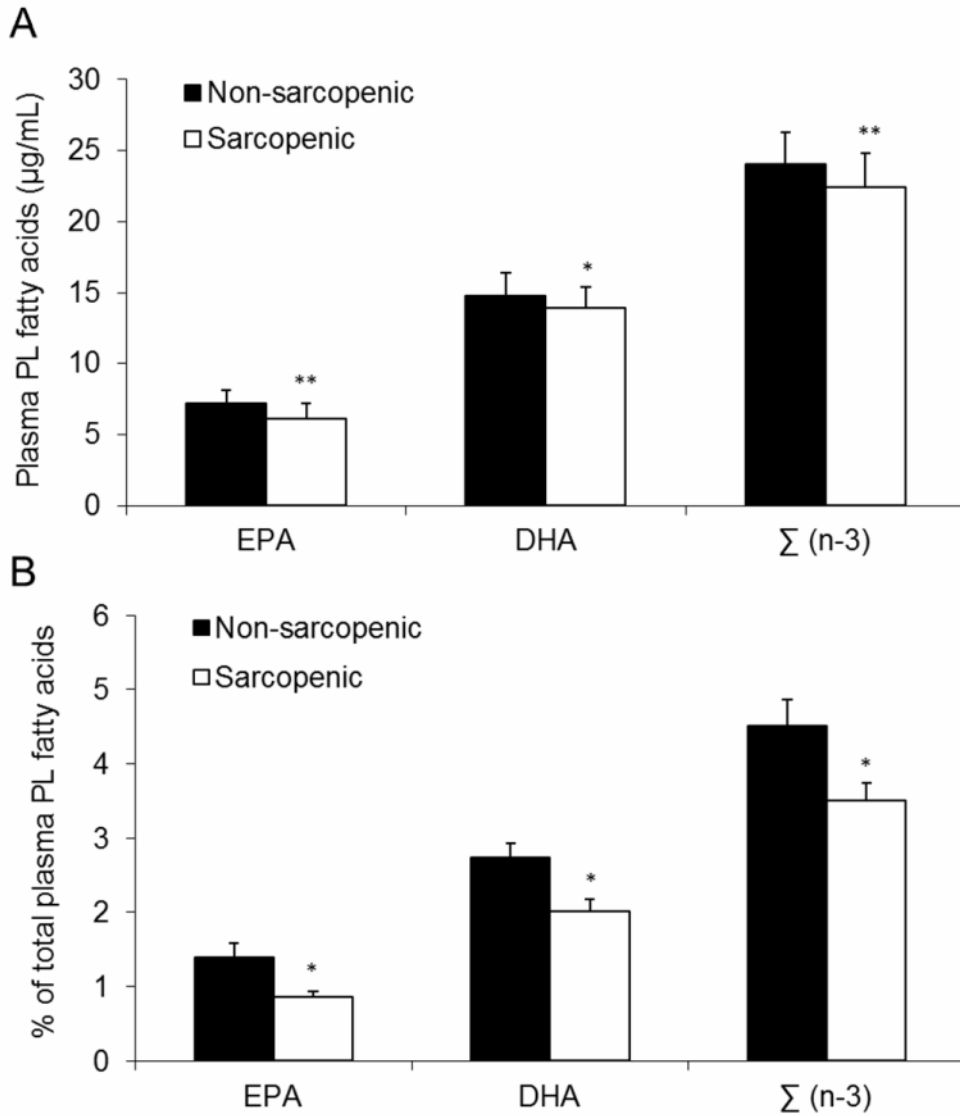 A
Plasma PL fatty acids (µg/mL)
30
25
20
15
10
5
0
Non-sarcopenic
Sarcopenic
**
*
**
EPA DHA ∑ (n-3)
B
% of total plasma PL fatty acids
6
5
4
3
2
1
0
Non-sarcopenic
Sarcopenic
*
*
*
EPA DHA ∑ (n-3)